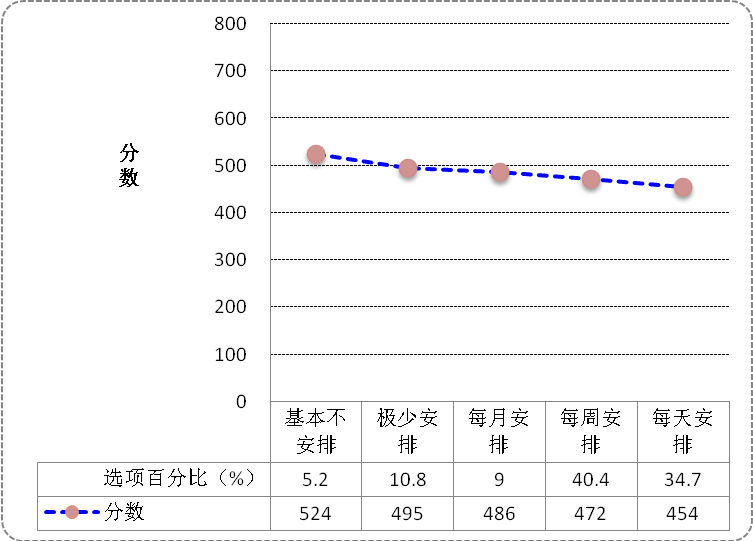 800
700
600
500
400
300
200
100
0
分
数
基本不
安排
极少安
排
每月安
排
每周安
排
每天安
排
选项百分比（%） 5.2 10.8 9 40.4 34.7
分数 524 495 486 472 454